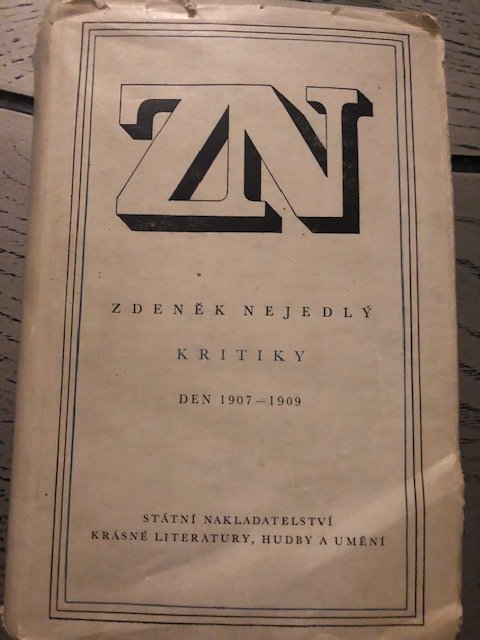 ZN
ZDENĚK NEJEDLÝ
KRITIKY
DEN 1907–1909
STÁTNÍ NAKLADATELSTVÍ
KRÁSNÉ LITERATURY, HUDBY A UMĚNÍ